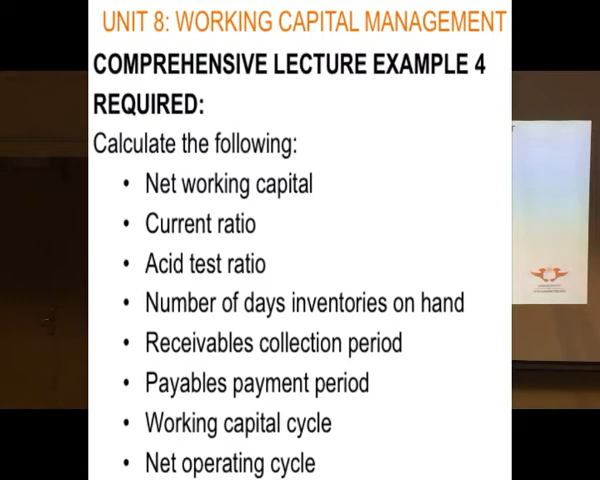 UNIT 8: WORKING CAPITAL MANAGEMENT
COMPREHENSIVE LECTURE EXAMPLE 4
REQUIRED:
Calculate the following:
• Net working capital
• Current ratio
• Acid test ratio
• Number of days inventories on hand
• Receivables collection period
• Payables payment period
• Working capital cycle
• Net operating cycle